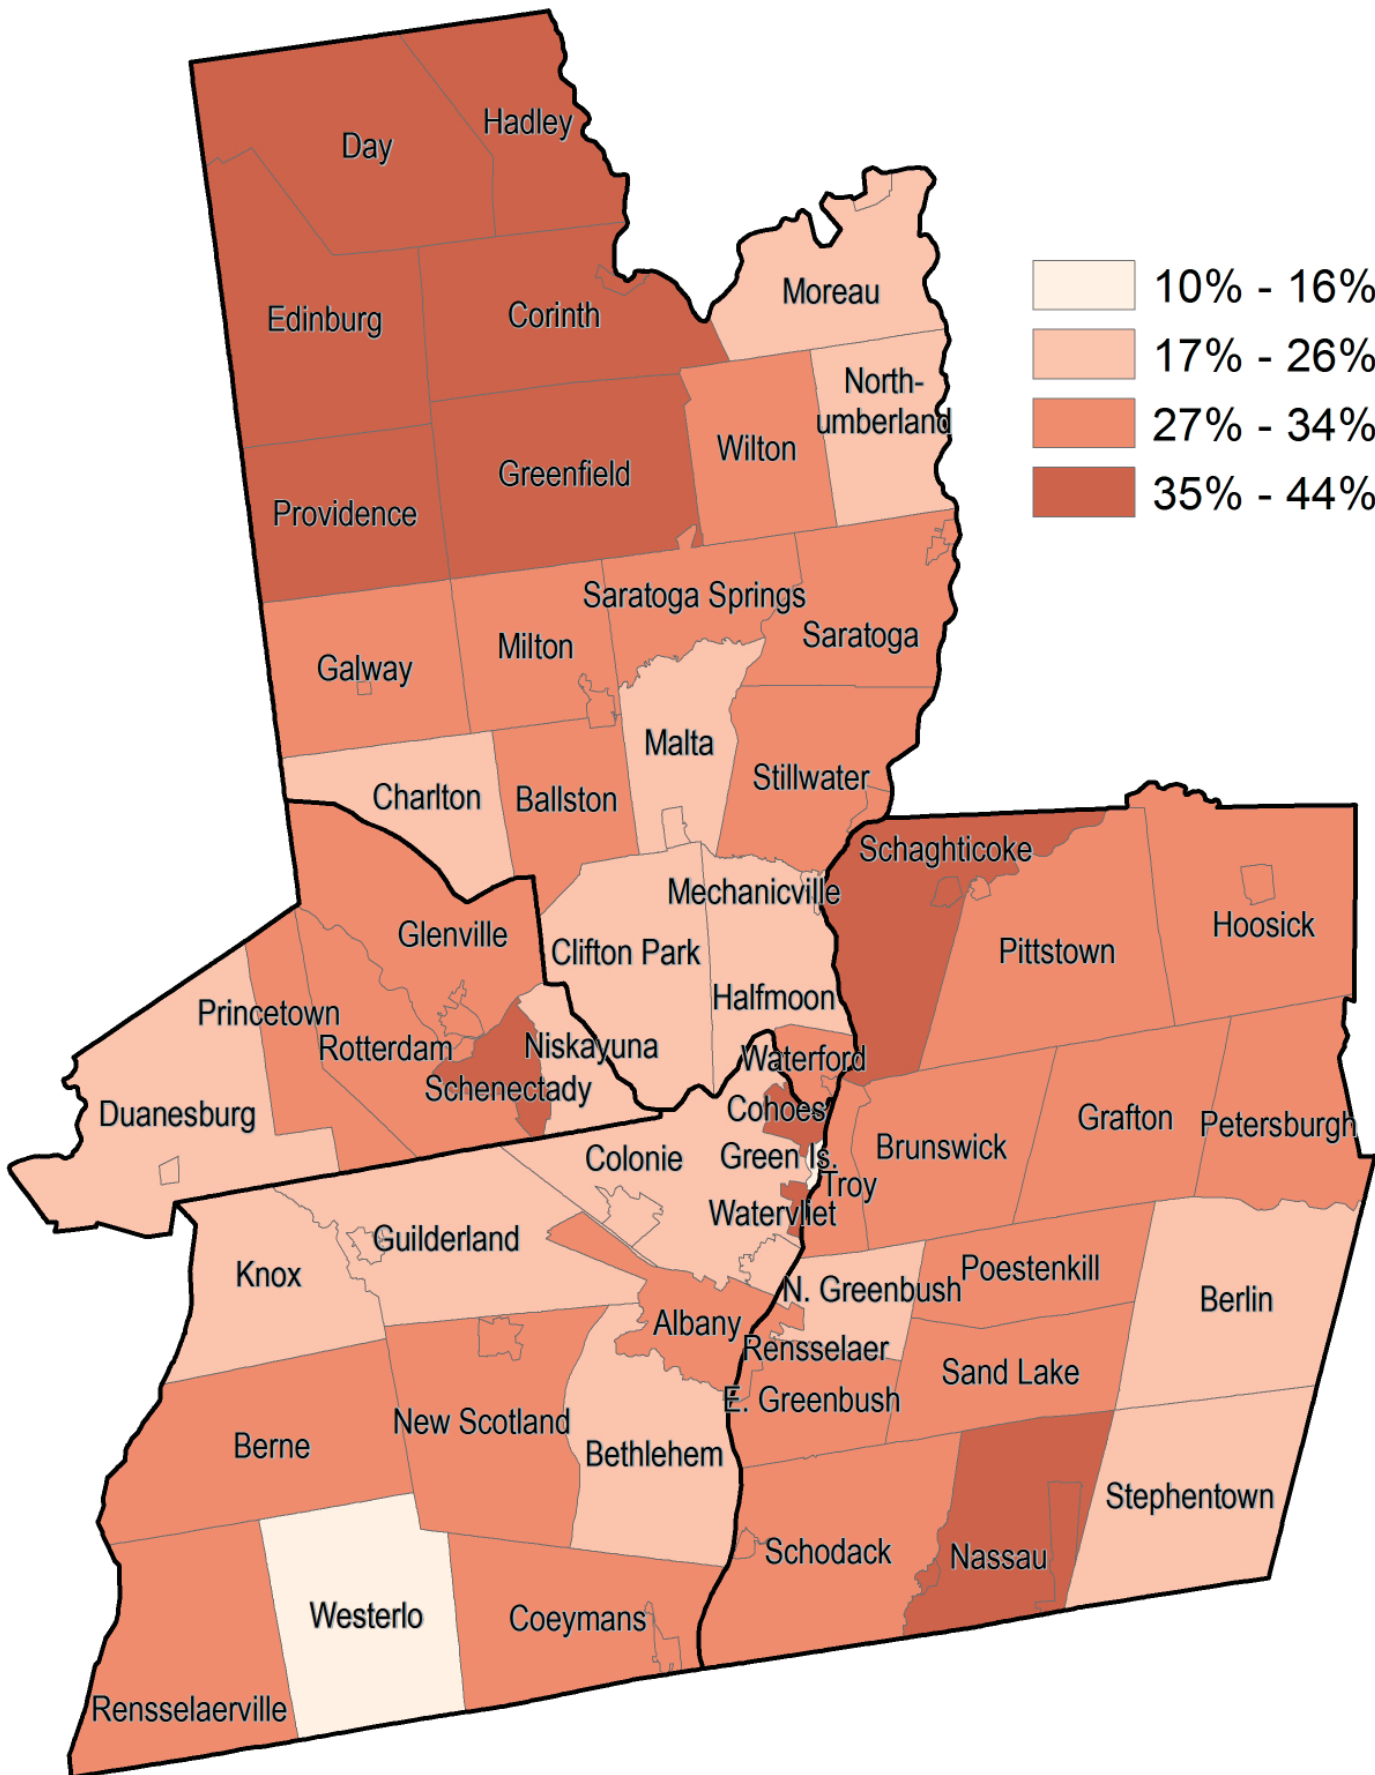 Hadley
Day
Moreau
10% - 16%
Edinburg
Corinth
17% - 26%
North-
umberland
27% - 34%
Wilton
Greenfield
35% - 44%
Providence
Saratoga Springs
Saratoga
Milton
Galway
Malta
Stillwater
Charlton
Ballston
Schaghticoke
Mechanicville
Hoosick
Glenville
Clifton Park
Pittstown
Halfmoon
Princetown
Rotterdam
Niskayuna
Waterford
Schenectady
Cohoes
Duanesburg
Grafton
Petersburgh
Brunswick
Colonie
Green Is.
Troy
Watervliet
Guilderland
Knox
Poestenkill
N. Greenbush
Berlin
Albany
Rensselaer
Sand Lake
E. Greenbush
New Scotland
Berne
Bethlehem
Stephentown
Schodack
Nassau
Westerlo
Coeymans
Rensselaerville